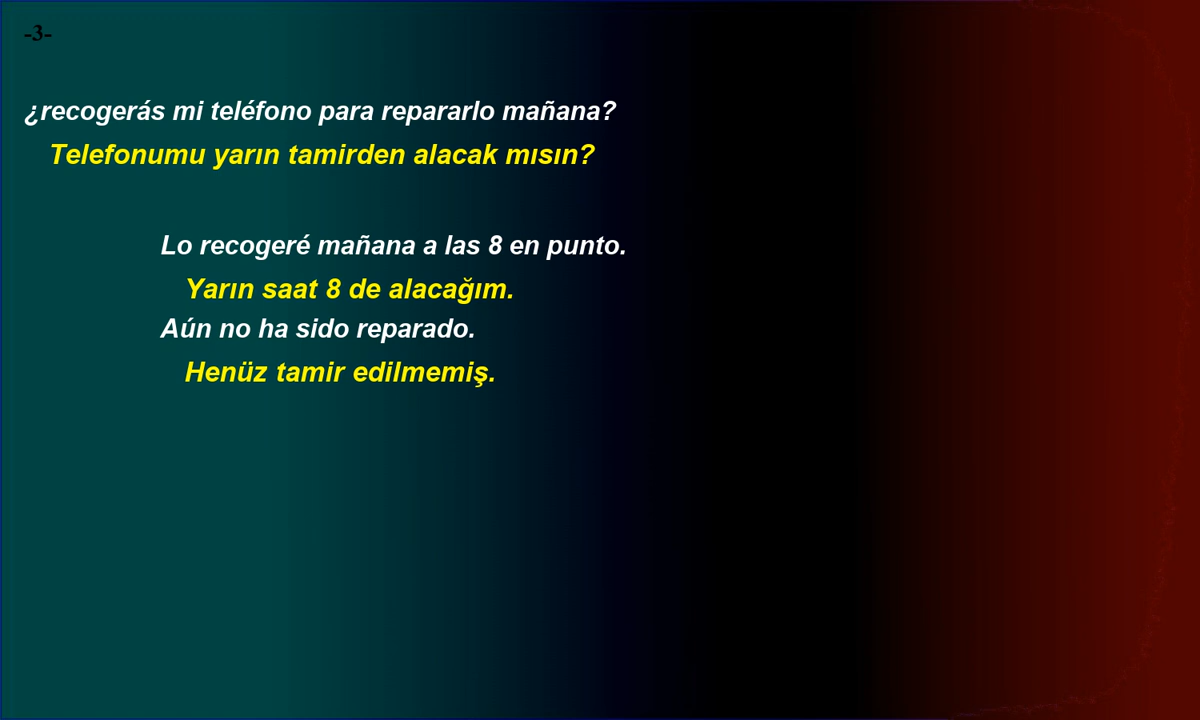 -3-
¿recogerás mi teléfono para repararlo mañana?
Telefonumu yarın tamirden alacak mısın?
Lo recogeré mañana a las 8 en punto.
Yarın saat 8 de alacağım.
Aún no ha sido reparado.
Henüz tamir edilmemiş.